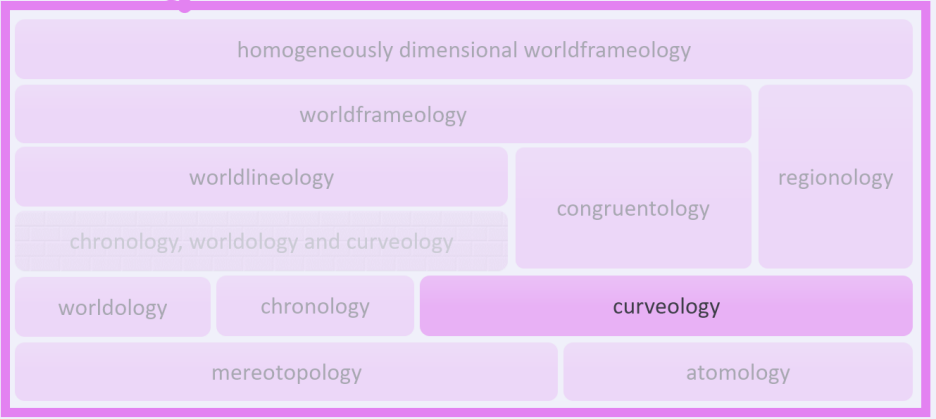 homogeneously dimensional worldframeology
worldframeology
regionology
worldlineology
congruentology
chronology, worldology and curveology
worldology
chronology
curveology
mereotopology
atomology